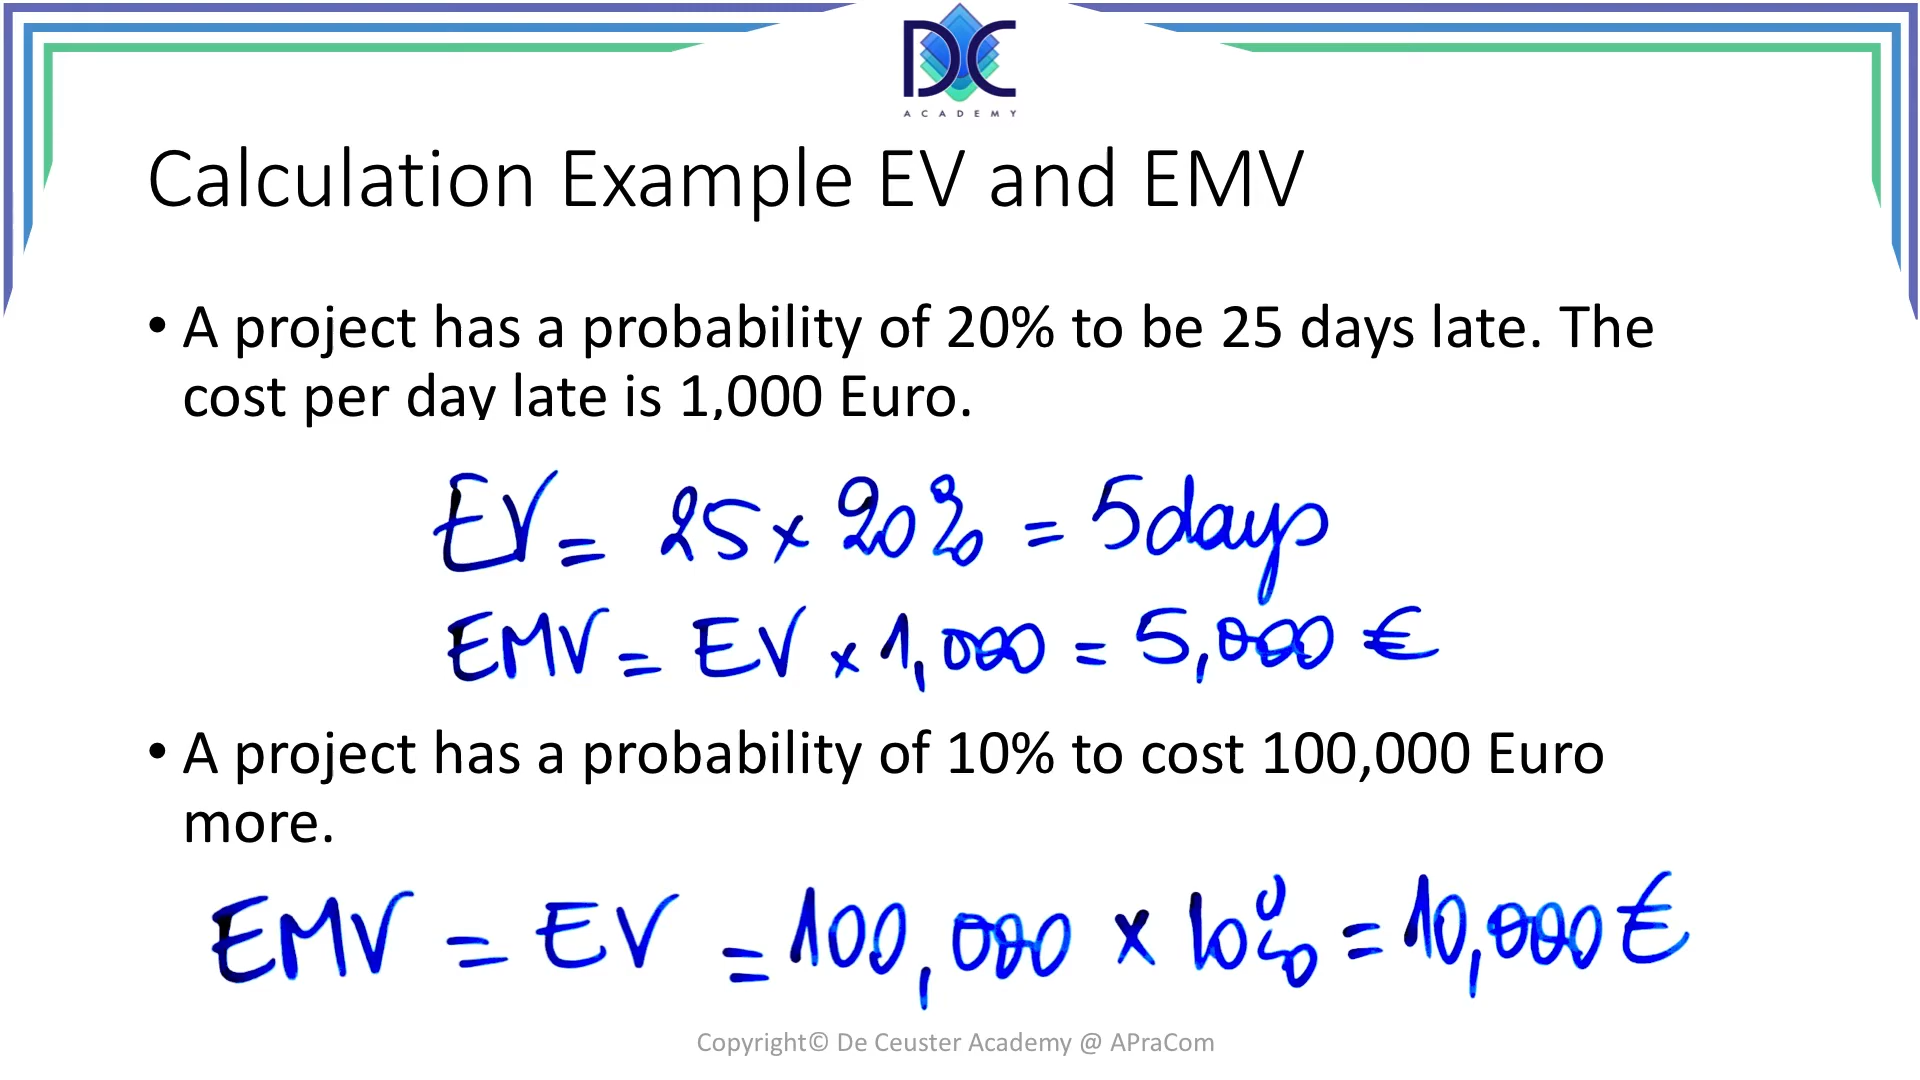 DC
ACADEMY
Calculation Example EV and EMV
• A project has a probability of 20% to be 25 days late. The
cost per day late is 1,000 Euro.
EV = 25 x 20% = 5 days
EMV = EV x 1,000 = 5,000 €
• A project has a probability of 10% to cost 100,000 Euro
more.
EMV = EV = 100,000 x 10% = 10,000 €
Copyright© De Ceuster Academy @ APraCom